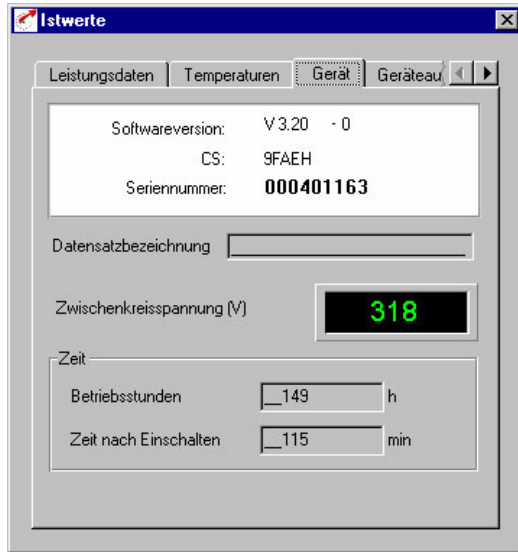 Istwerte
Leistungsdaten Temperaturen Gerät Geräteau
Softwareversion: V 3.20 - 0
CS: 9FAEH
Seriennummer: 000401163
Datensatzbezeichnung
Zwischenkreisspannung (V) 318
Zeit
Betriebsstunden __149 h
Zeit nach Einschalten __115 min